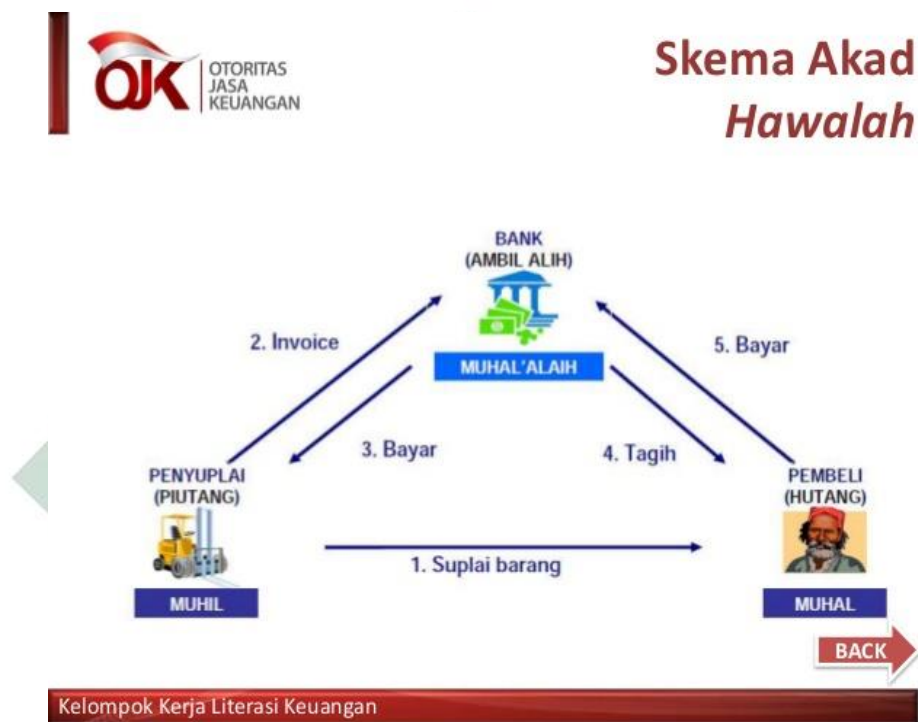 OJK
OTORITAS
JASA
KEUANGAN
Skema Akad
Hawalah
BANK
(AMBIL ALIH)
2. Invoice
5. Bayar
MUHAL'ALAIH
3. Bayar
4. Tagih
PENYUPLAI
(PIUTANG)
PEMBELI
(HUTANG)
1. Suplai barang
MUHIL
MUHAL
BACK
Kelompok Kerja Literasi Keuangan